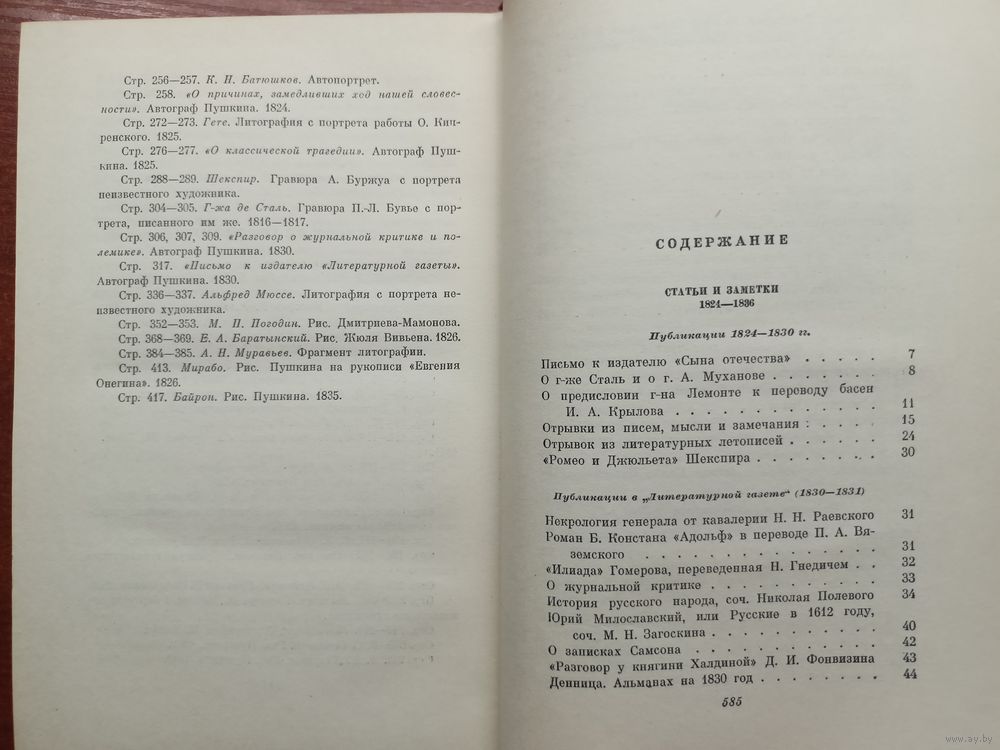 Стр. 256—257. К. Н. Батюшков. Автопортрет.
Стр. 258. «О причинах, замедливших ход нашей словес-
ности». Автограф Пушкина. 1824.
Стр. 272—273. Гете. Литография с портрета работы О. Кип-
ренского. 1825.
Стр. 276—277. «О классической трагедии». Автограф Пуш-
кина. 1825.
Стр. 288—289. Шекспир. Гравюра А. Буржуа с портрета
неизвестного художника.
Стр. 304—305. Г-жа де Сталь. Гравюра П.-Л. Бувье с пор-
трета, писанного им же. 1816—1817.
Стр. 306, 307, 309. «Разговор о журнальной критике и по-
лемике». Автограф Пушкина. 1830.
Стр. 317. «Письмо к издателю «Литературной газеты».
Автограф Пушкина. 1830.
Стр. 336—337. Альфред Мюссе. Литография с портрета не-
известного художника.
Стр. 352—353. М. П. Погодин. Рис. Дмитриева-Мамонова.
Стр. 368—369. Е. А. Баратынский. Рис. Жюля Вивьена. 1826.
Стр. 384—385. А. Н. Муравьев. Фрагмент литографии.
Стр. 413. Мирабо. Рис. Пушкина на рукописи «Евгения
Онегина». 1826.
Стр. 417. Байрон. Рис. Пушкина. 1835.
СОДЕРЖАНИЕ
СТАТЬИ И ЗАМЕТКИ
1824—1836
Публикации 1824—1830 гг.
Письмо к издателю «Сына отечества» . . . . . 7
О г-же Сталь и о г. А. Муханове . . . . . . . 8
О предисловии г-на Лемонте к переводу басен
И. А. Крылова . . . . . . . . . . . . . 11
Отрывки из писем, мысли и замечания . . . . . 15
Отрывок из литературных летописей . . . . . . 24
«Ромео и Джюльета» Шекспира . . . . . . . . 30
Публикации в „Литературной газете“ (1830—1831)
Некрология генерала от кавалерии Н. Н. Раевского 31
Роман Б. Констана «Адольф» в переводе П. А. Вя-
земского . . . . . . . . . . . . . . . 31
«Илиада» Гомерова, переведенная Н. Гнедичем . . 32
О журнальной критике . . . . . . . . . . . 33
История русского народа, соч. Николая Полевого 34
Юрий Милославский, или Русские в 1612 году,
соч. М. Н. Загоскина . . . . . . . . . . . 40
О записках Самсона . . . . . . . . . . . . 42
«Разговор у княгини Халдиной» Д. И. Фонвизина 43
Денница. Альманах на 1830 год . . . . . . . . 44
585
www.ay.by